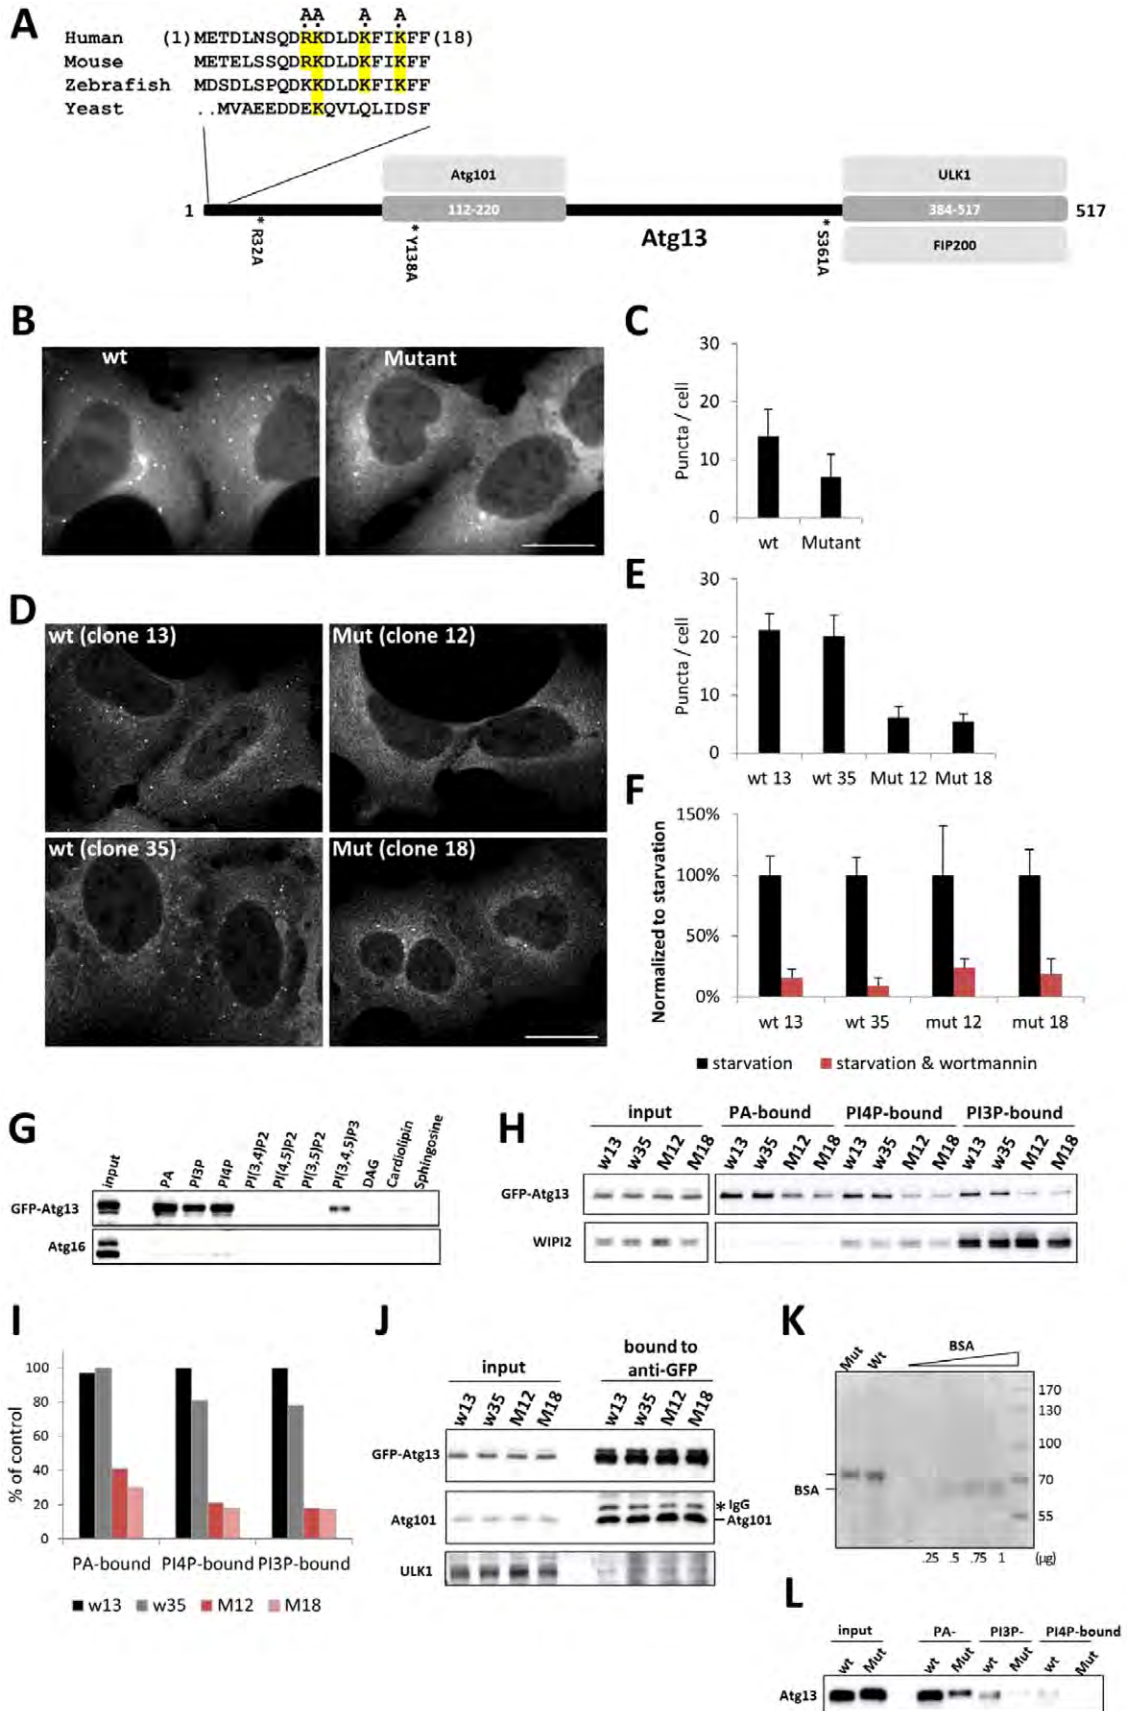 A
AA A A
Human (1)METDLNSQDRKDLDKFIKFF(18)
Mouse METELSSQDRKDLDKFIKFF
Zebrafish MDSDLSPQDKKDLDKFIKFF
Yeast ..MVAEEDDEKQVLQLIDSF
Atg101 ULK1
1 112-220 384-517 517
Atg13 FIP200
* R32A * Y138A * S361A
B
wt Mutant
C
Puncta / cell
30
20
10
0
wt Mutant
D
wt (clone 13) Mut (clone 12)
wt (clone 35) Mut (clone 18)
E
Puncta / cell
30
20
10
0
wt 13 wt 35 Mut 12 Mut 18
F
Normalized to starvation
150%
100%
50%
0%
wt 13 wt 35 mut 12 mut 18
starvation starvation & wortmannin
G
input PA PI3P PI4P PI(3,4)P2 PI(4,5)P2 PI(3,5)P2 PI(3,4,5)P3 DAG Cardiolipin Sphingosine
GFP-Atg13
Atg16
H
input PA-bound PI4P-bound PI3P-bound
w13 w35 M12 M18 w13 w35 M12 M18 w13 w35 M12 M18 w13 w35 M12 M18
GFP-Atg13
WIPI2
I
% of control
100
80
60
40
20
0
PA-bound PI4P-bound PI3P-bound
w13 w35 M12 M18
J
input bound to
anti-GFP
w13 w35 M12 M18 w13 w35 M12 M18
GFP-Atg13
* IgG
Atg101 Atg101
ULK1
K
Mut Wt BSA
170
130
100
70
BSA
55
.25 .5 .75 1 (µg)
L
input PA- PI3P- PI4P-bound
wt Mut wt Mut wt Mut wt Mut
Atg13